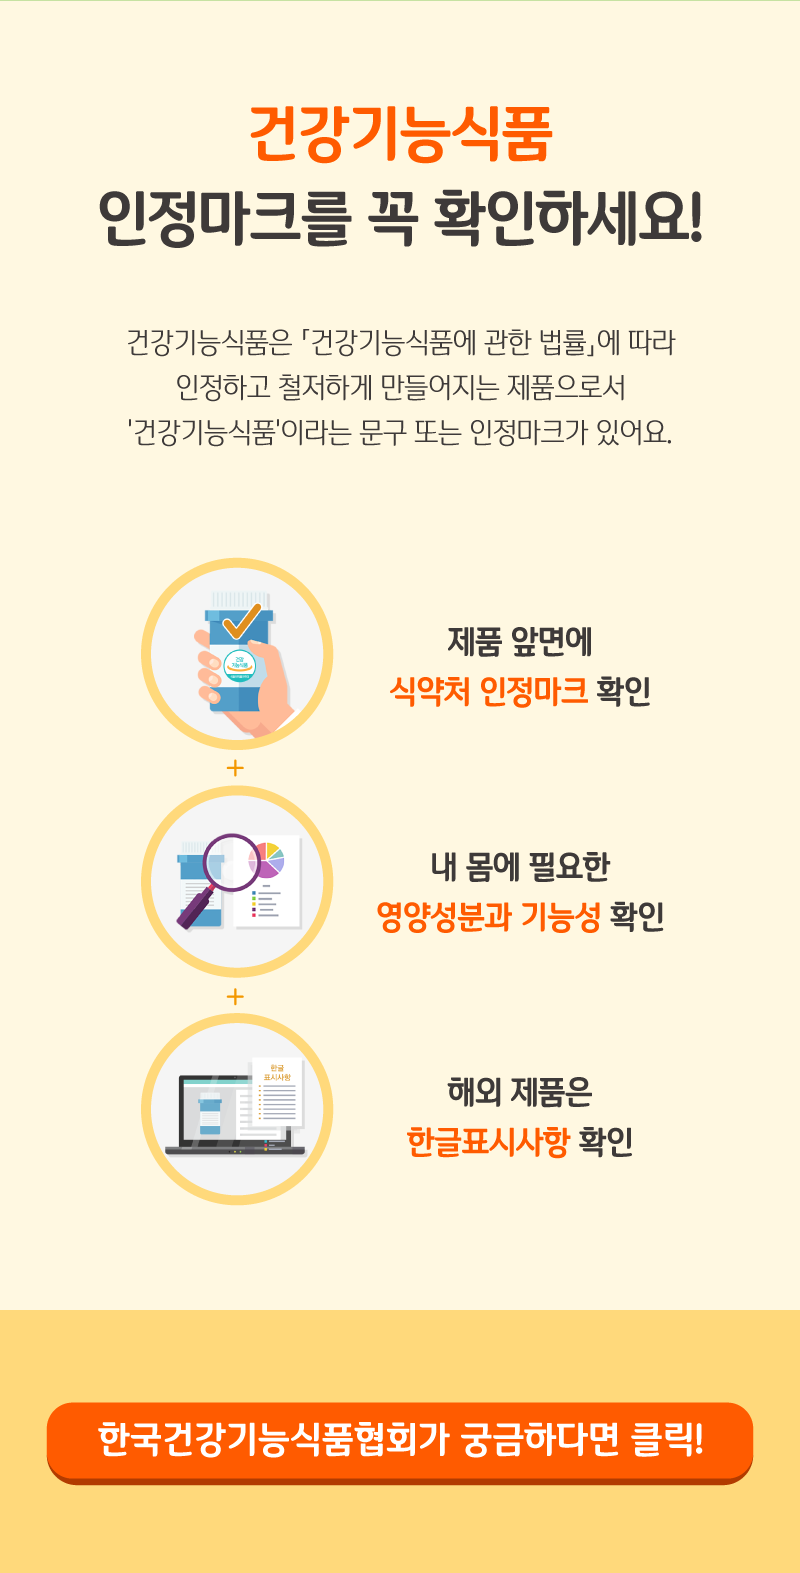 건강기능식품
인정마크를 꼭 확인하세요!
건강기능식품은 「건강기능식품에 관한 법률」에 따라
인정하고 철저하게 만들어지는 제품으로서
'건강기능식품'이라는 문구 또는 인정마크가 있어요.
건강
기능식품
제품 앞면에
식약처 인정마크 확인
+
내 몸에 필요한
영양성분과 기능성 확인
+
한글
표시사항
해외 제품은
한글표시사항 확인
한국건강기능식품협회가 궁금하다면 클릭!